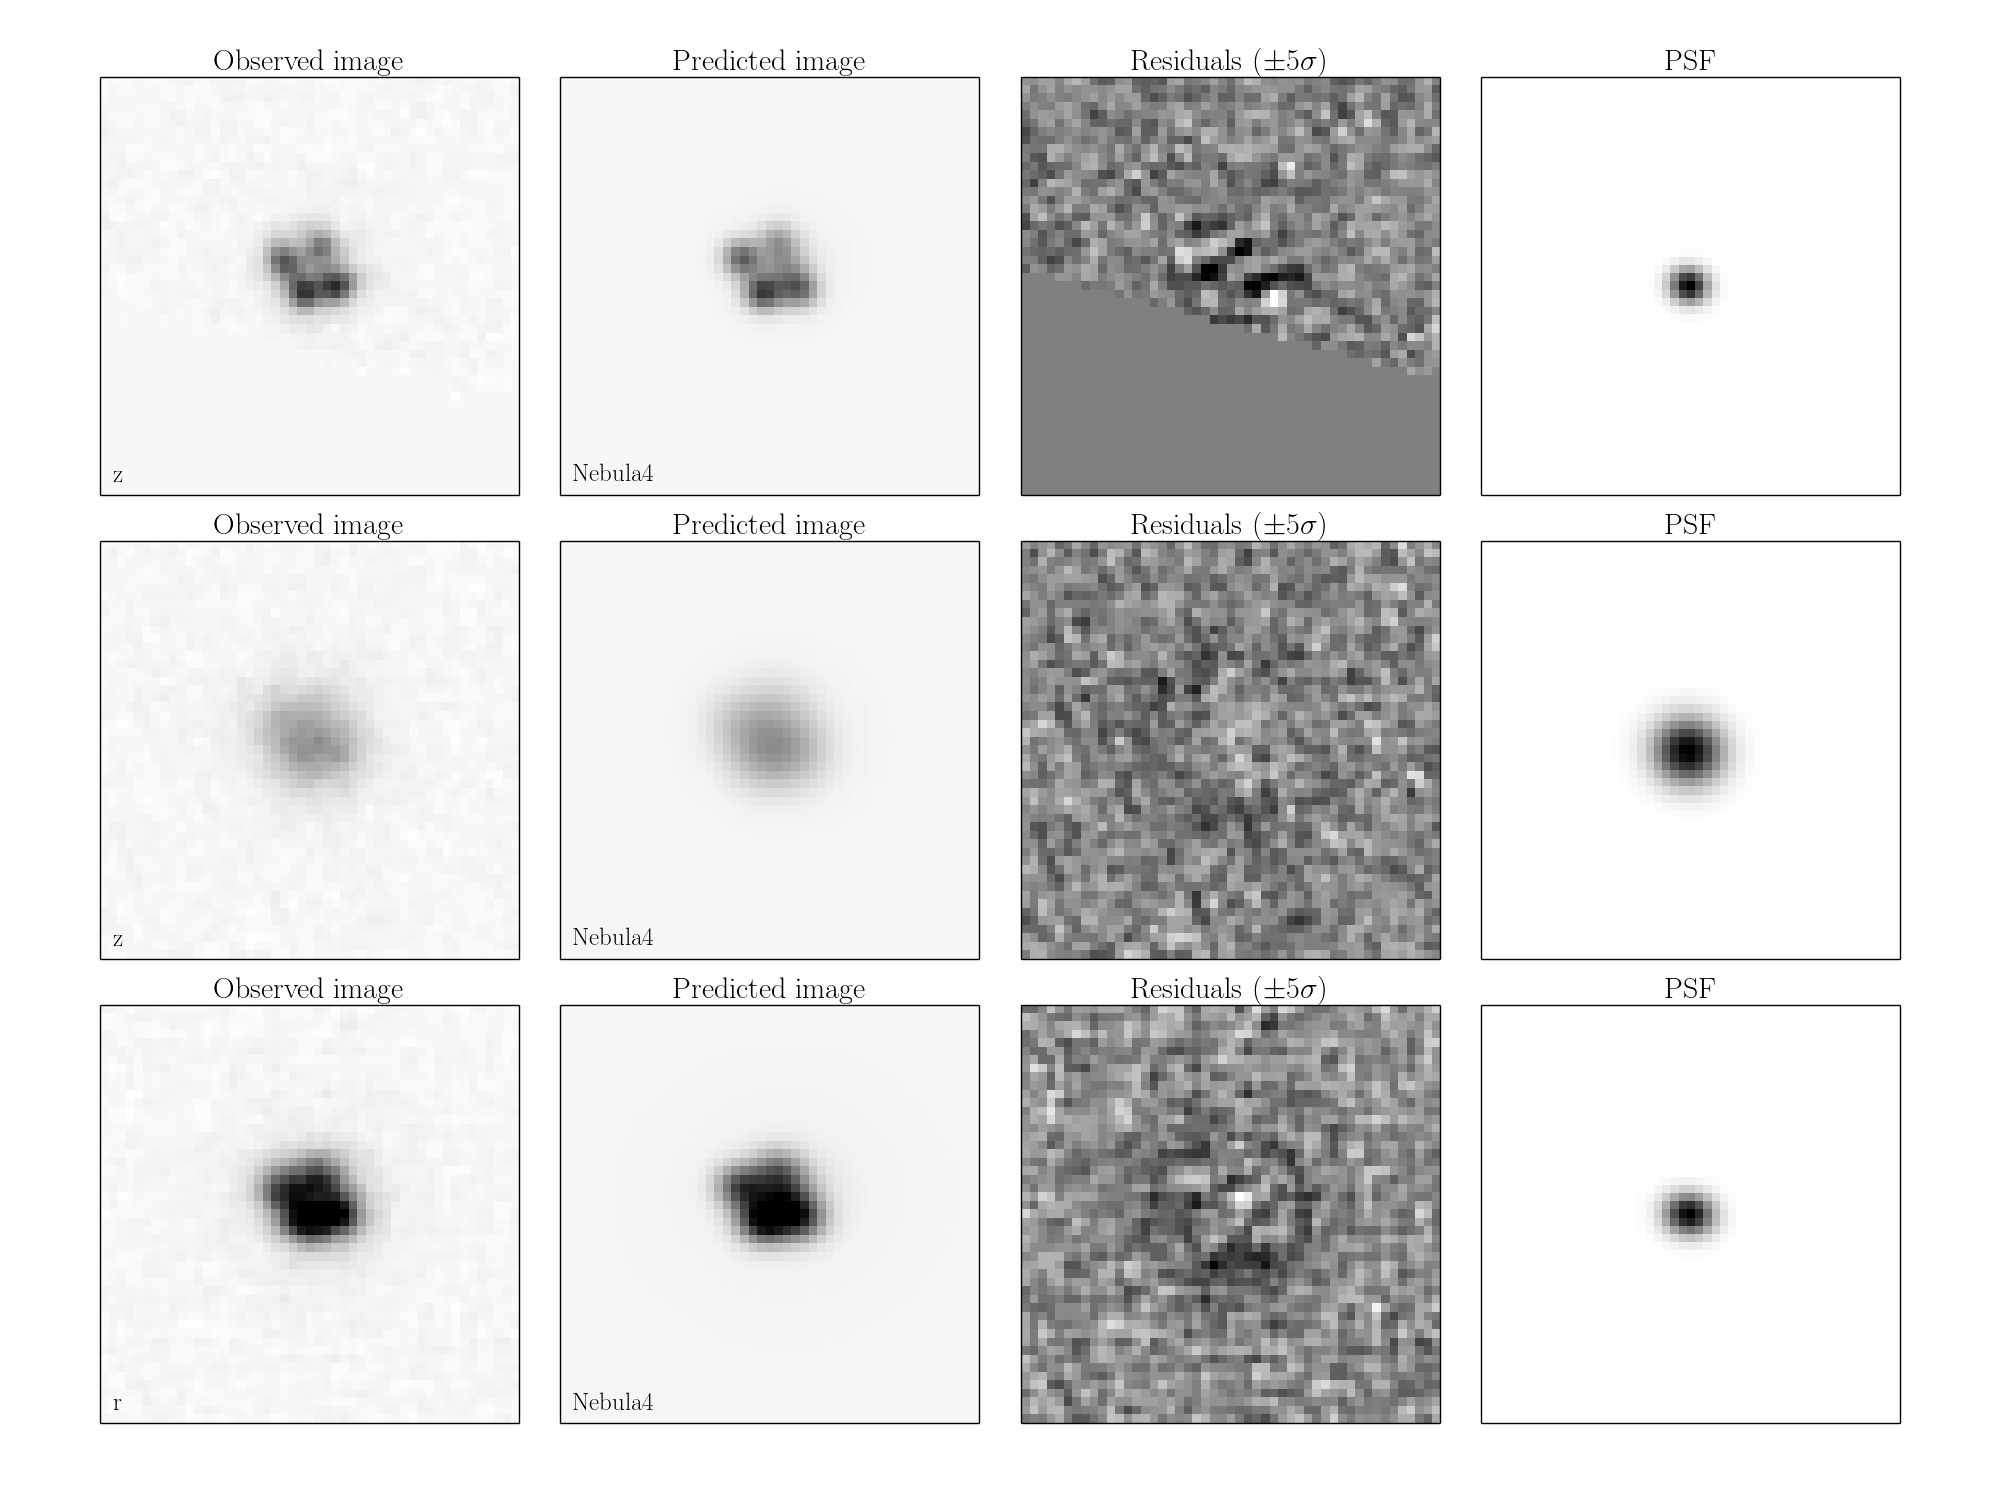 Observed image
Predicted image
Residuals (±5σ)
PSF
z
Nebula4
Observed image
Predicted image
Residuals (±5σ)
PSF
z
Nebula4
Observed image
Predicted image
Residuals (±5σ)
PSF
r
Nebula4